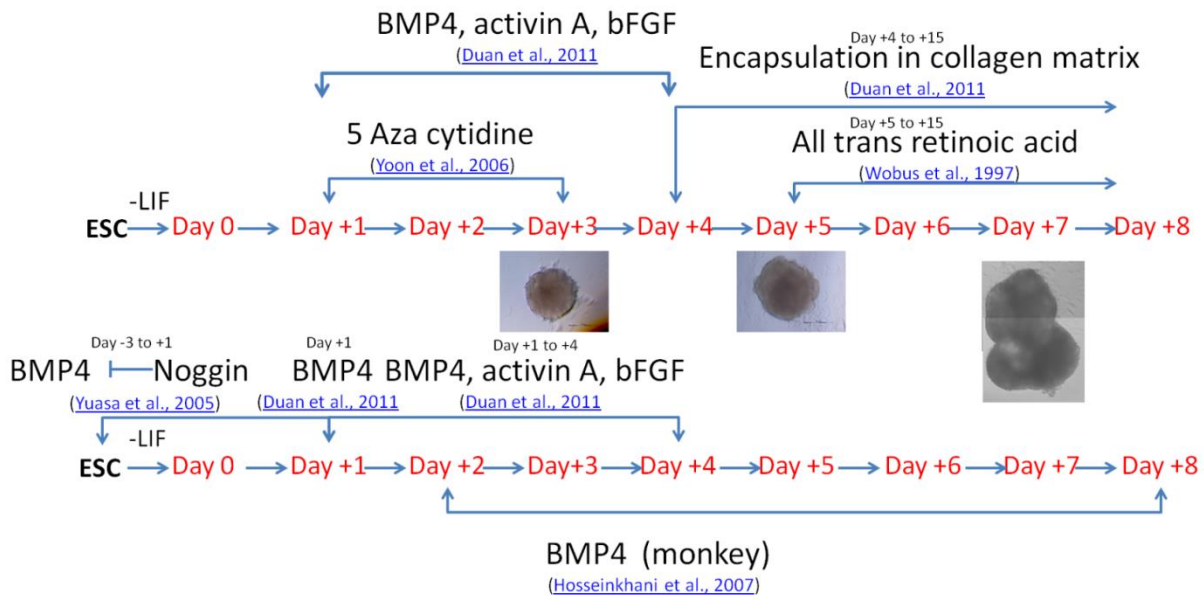 BMP4, activin A, bFGF
(Duan et al., 2011
Day +4 to +15
Encapsulation in collagen matrix
(Duan et al., 2011
5 Aza cytidine
(Yoon et al., 2006)
Day +5 to +15
All trans retinoic acid
(Wobus et al., 1997)
-LIF
ESC Day 0 Day +1 Day +2 Day+3 Day +4 Day +5 Day +6 Day +7 Day +8
Day -3 to +1
BMP4 Noggin
(Yuasa et al., 2005)
Day +1
BMP4
(Duan et al., 2011
Day +1 to +4
BMP4, activin A, bFGF
(Duan et al., 2011
-LIF
ESC Day 0 Day +1 Day +2 Day+3 Day +4 Day +5 Day +6 Day +7 Day +8
BMP4 (monkey)
(Hosseinkhani et al., 2007)